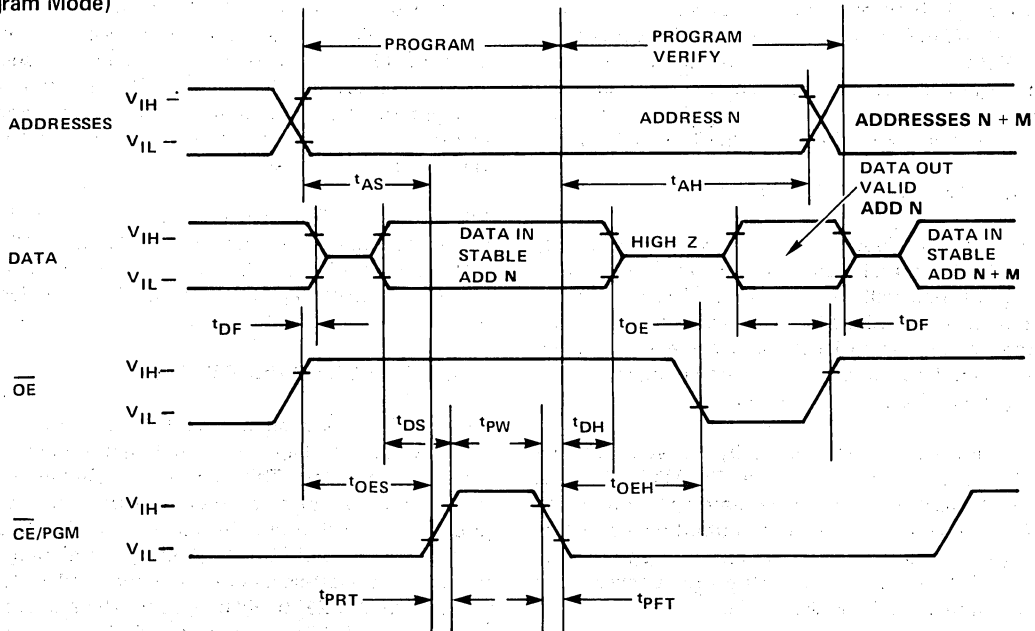 gram Mode)
PROGRAM
PROGRAM
VERIFY
ADDRESSES
VIH
VIL
ADDRESS N
ADDRESSES N + M
tAS
tAH
DATA OUT
VALID
ADD N
DATA
VIH
VIL
DATA IN
STABLE
ADD N
HIGH Z
DATA IN
STABLE
ADD N + M
tDF
tOE
tDF
OE
VIH
VIL
tDS
tPW
tDH
tOES
tOEH
CE/PGM
VIH
VIL
tPRT
tPFT